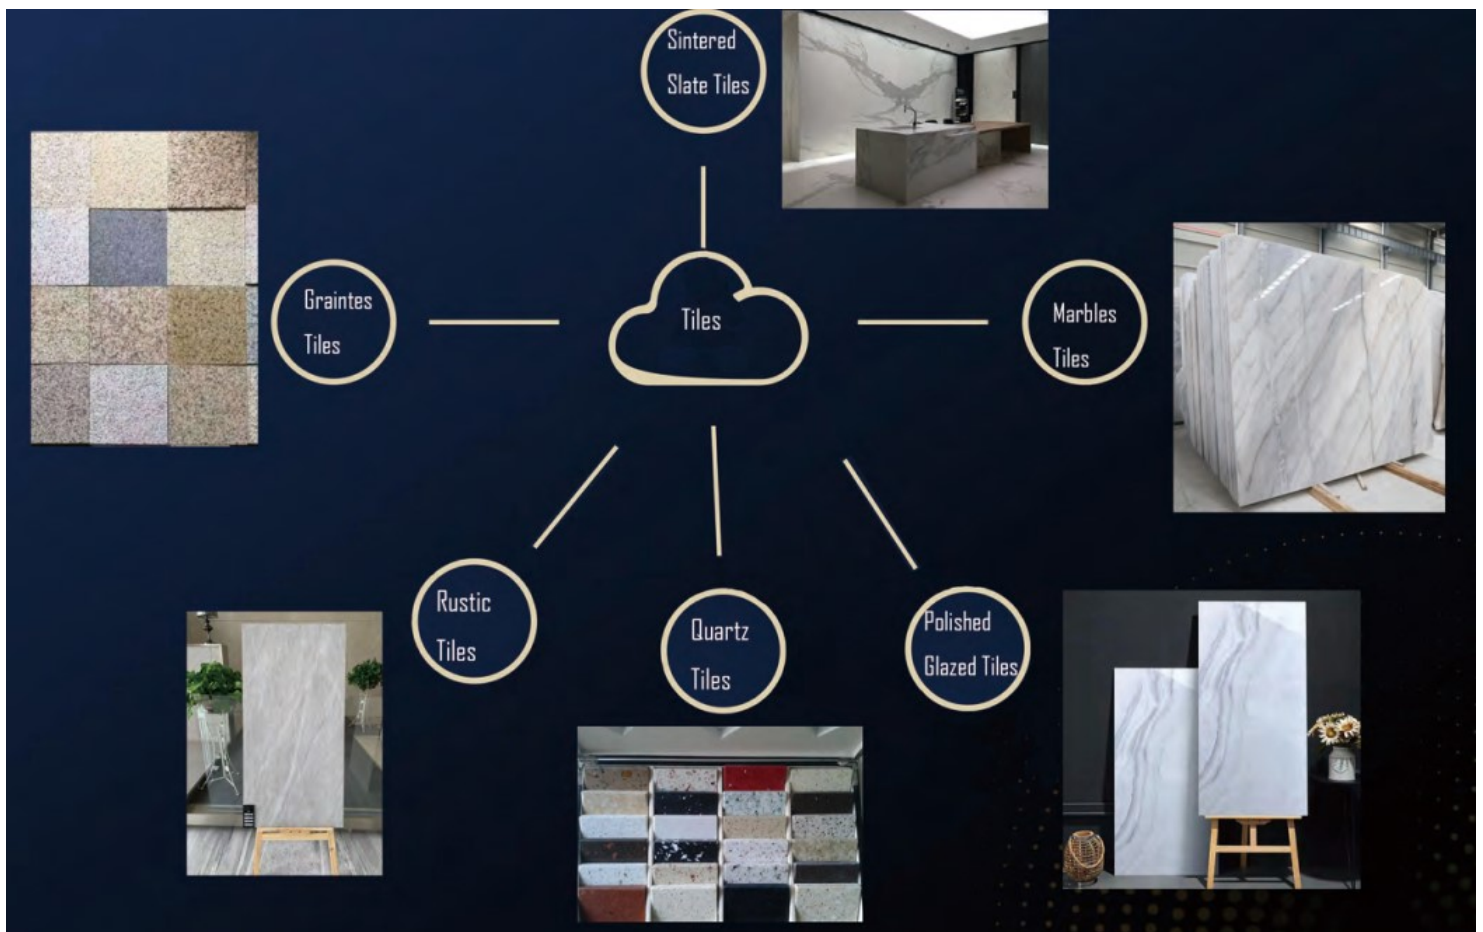 Sintered
Slate Tiles
Graintes
Tiles
Tiles
Marbles
Tiles
Rustic
Tiles
Quartz
Tiles
Polished
Glazed Tiles